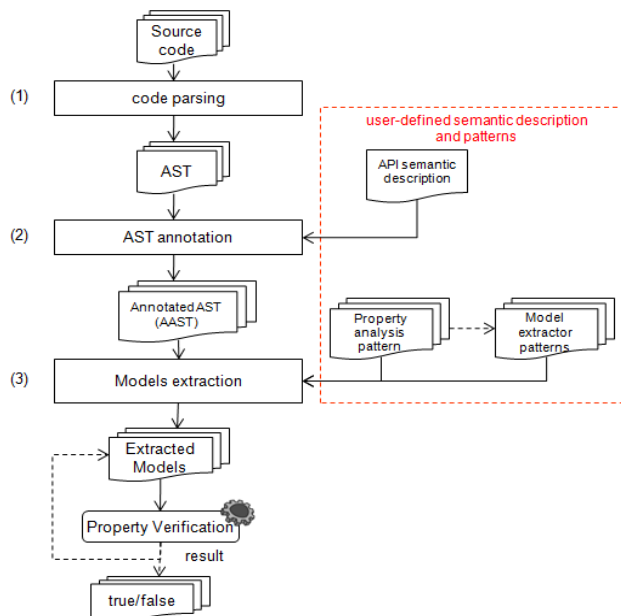 Source
code
(1)
code parsing
user-defined semantic description
and patterns
AST
API semantic
description
(2)
AST annotation
Annotated AST
(AAST)
Property
analysis
pattern
Model
extractor
patterns
(3)
Models extraction
Extracted
Models
Property Verification
result
true/false